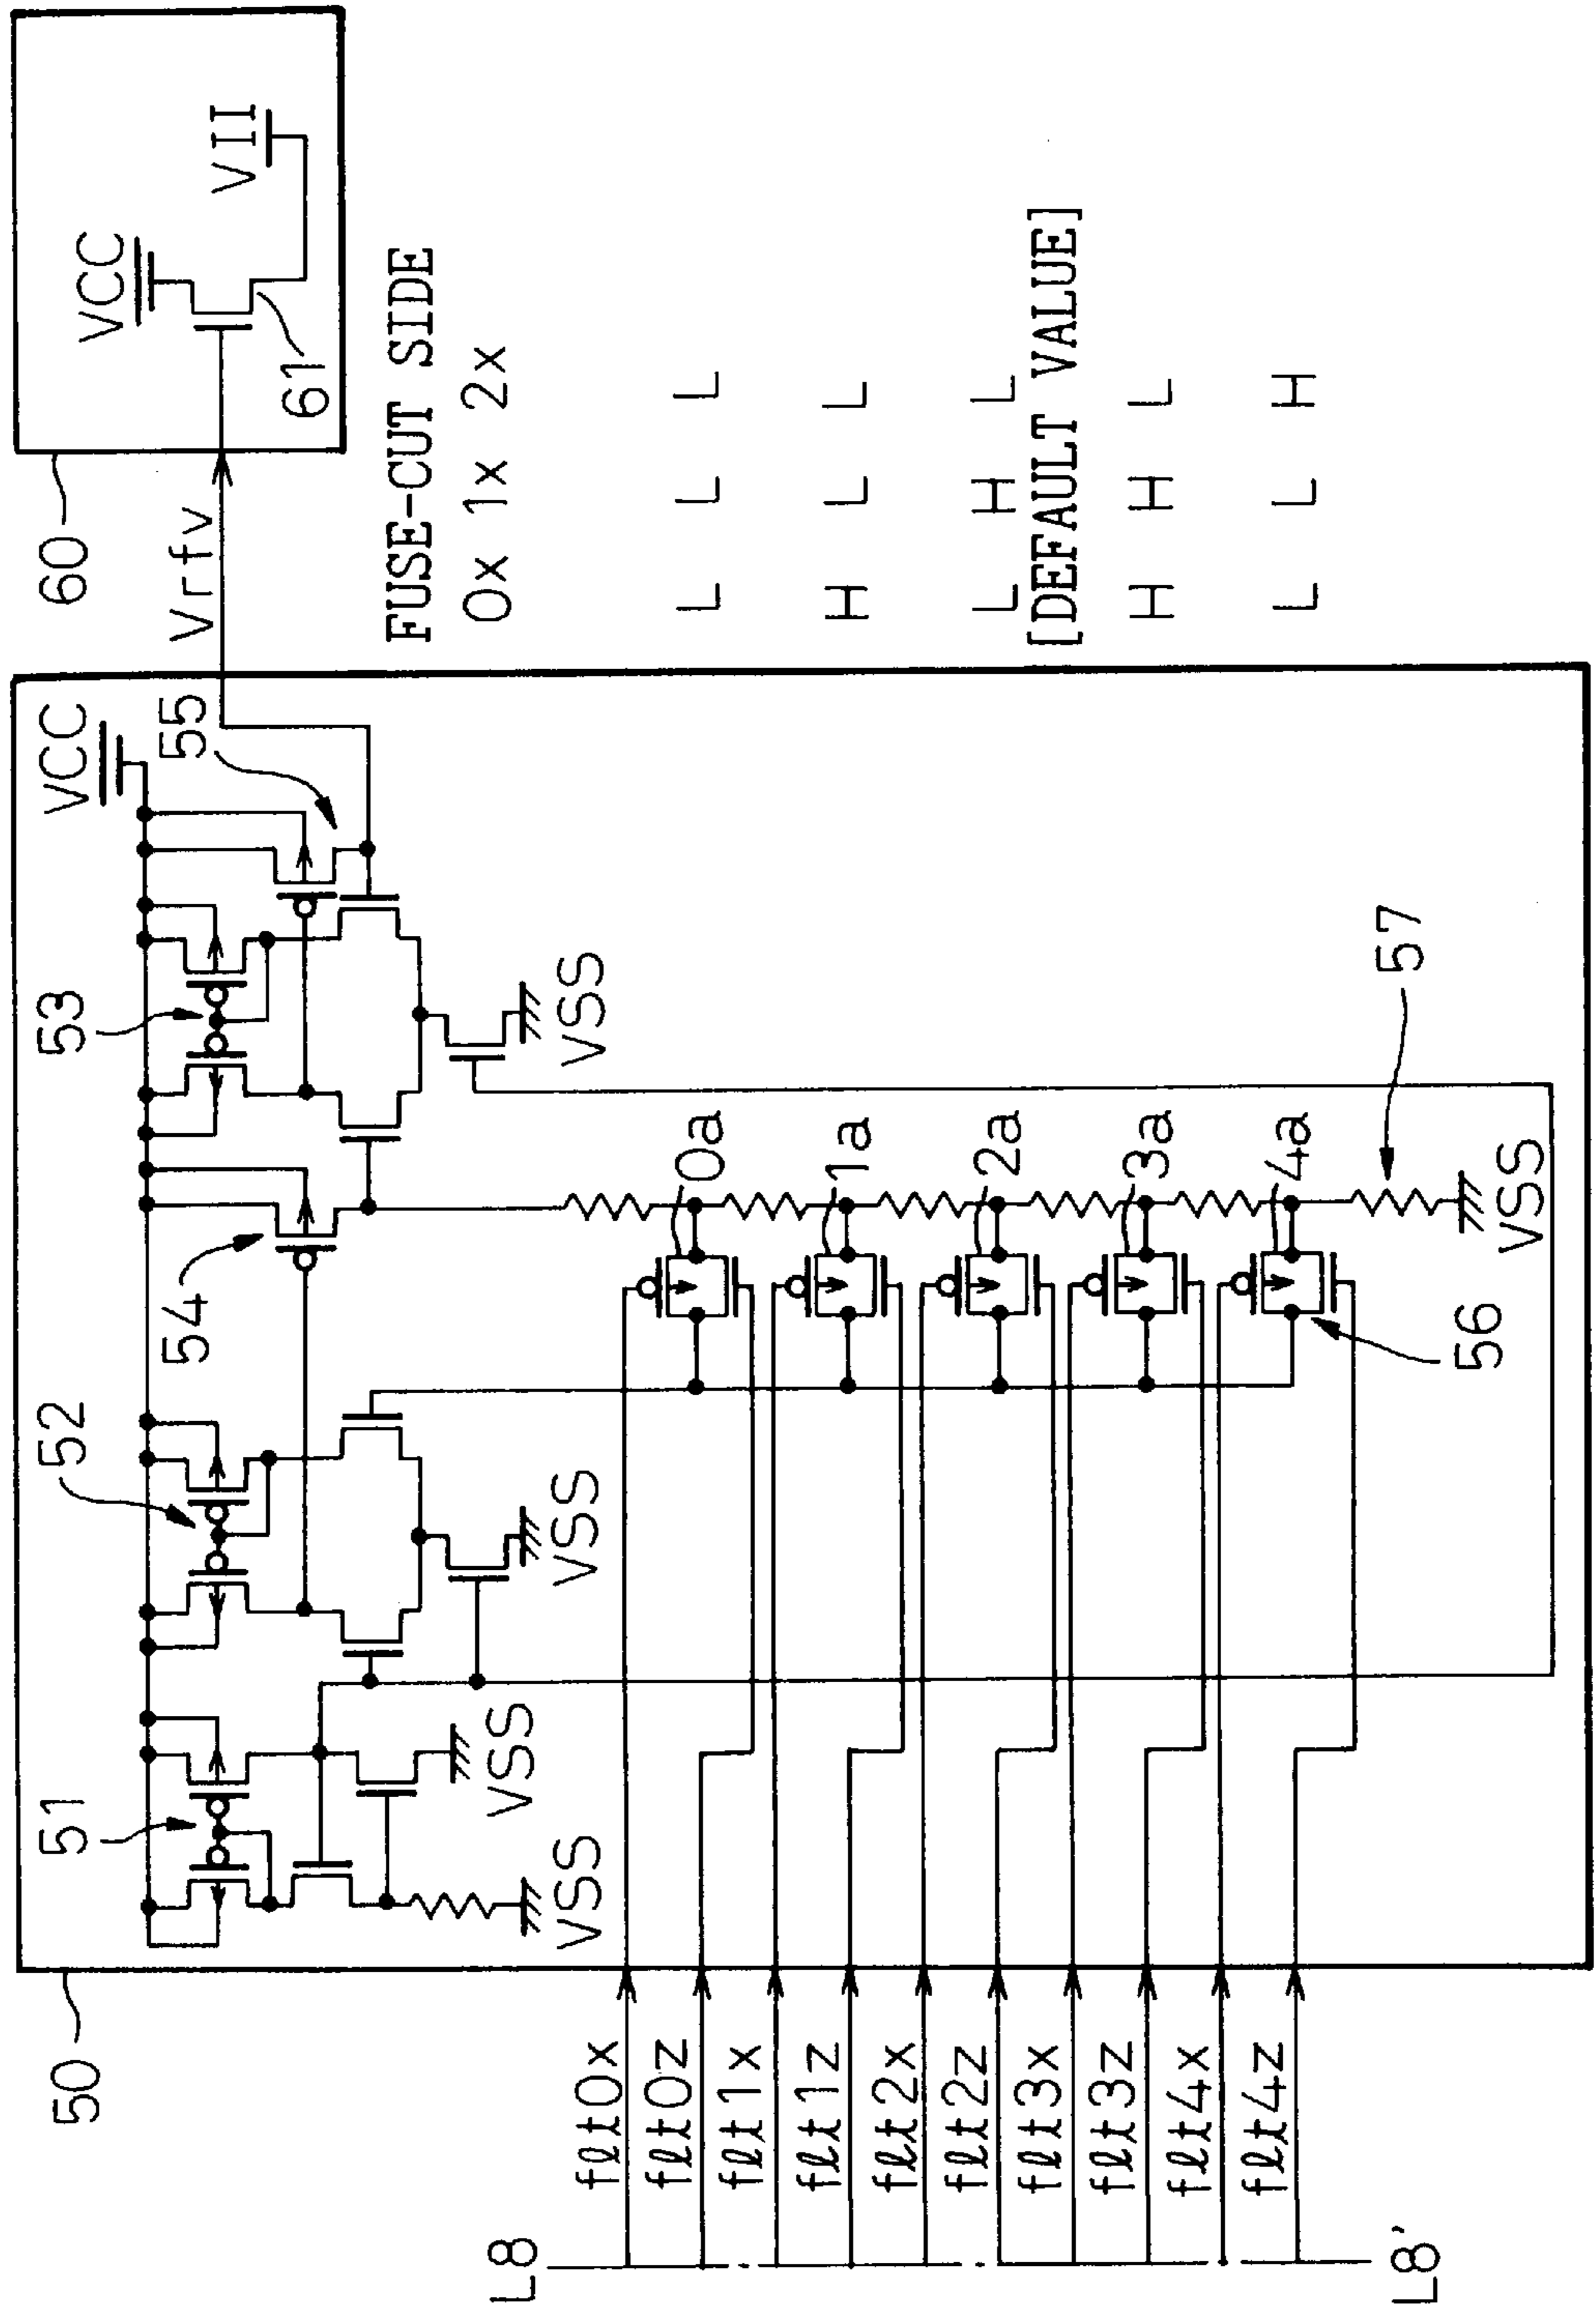 50
51
52
53
54
55
VCC
VSS
VSS
VSS
VSS
Vrfv
60
VCC
VII
61
L8
flt0x
flt0z
flt1x
flt1z
flt2x
flt2z
flt3x
flt3z
flt4x
flt4z
L8'
0a
1a
2a
3a
4a
56
57
VSS
FUSE-CUT SIDE
0x 1x 2x
L L L
H L L
L H L
[DEFAULT VALUE]
H H L
L L H